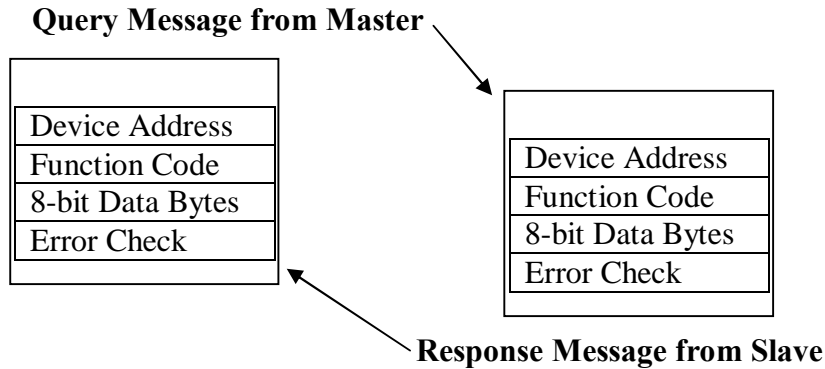 Query Message from Master
Device Address
Function Code
8-bit Data Bytes
Error Check
Device Address
Function Code
8-bit Data Bytes
Error Check
Response Message from Slave